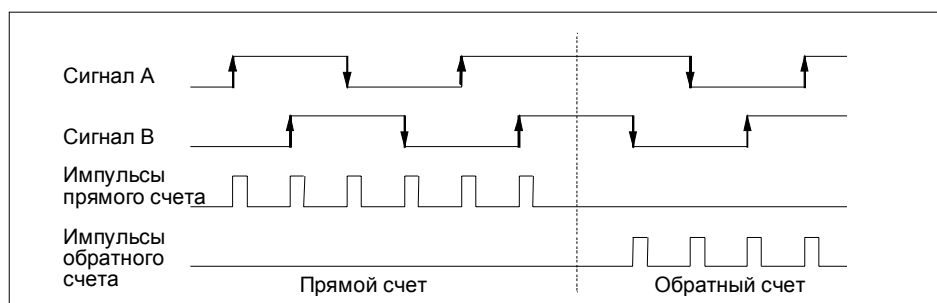 Сигнал А
Сигнал В
Импульсы
прямого счета
Импульсы
обратного
счета
Прямой счет
Обратный счет